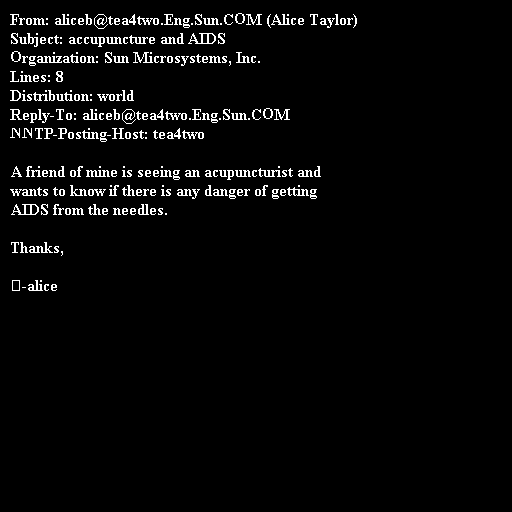 From: aliceb@tea4two.Eng.Sun.COM (Alice Taylor)
Subject: accupuncture and AIDS
Organization: Sun Microsystems, Inc.
Lines: 8
Distribution: world
Reply-To: aliceb@tea4two.Eng.Sun.COM
NNTP-Posting-Host: tea4two

A friend of mine is seeing an acupuncturist and
wants to know if there is any danger of getting
AIDS from the needles.

Thanks,

-alice